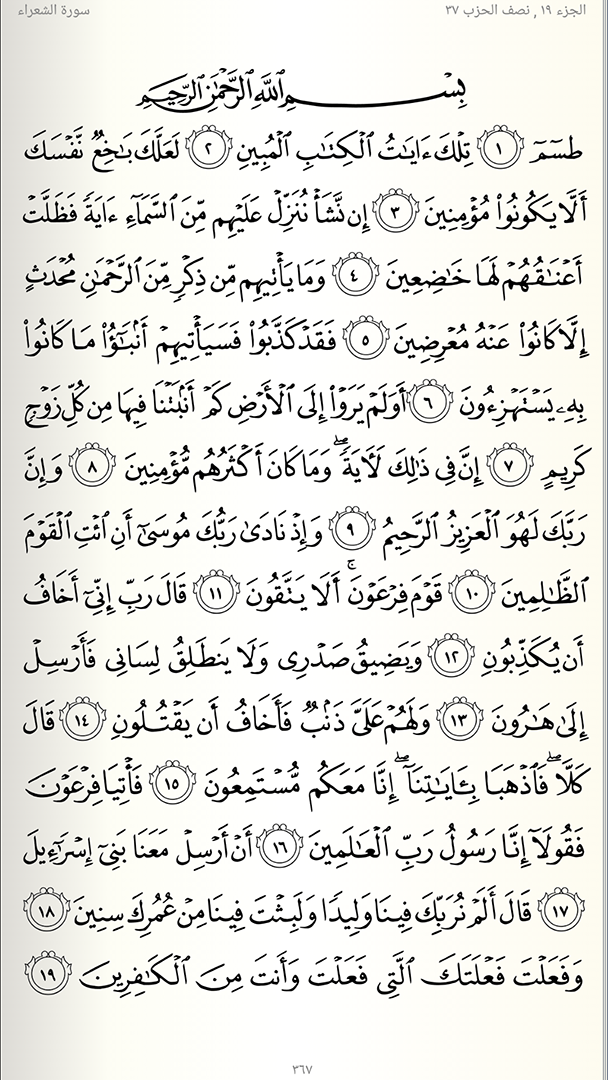 الجزء ١٩, نصف الحزب ٣٧
سورة الشعراء
بِسْمِ ٱللَّهِ ٱلرَّحْمَٰنِ ٱلرَّحِيمِ
طسٓمٓ ١ تِلْكَ ءَايَٰتُ ٱلْكِتَٰبِ ٱلْمُبِينِ ٢ لَعَلَّكَ بَٰخِعٌ نَّفْسَكَ
أَلَّا يَكُونُوا۟ مُؤْمِنِينَ ٣ إِن نَّشَأْ نُنَزِّلْ عَلَيْهِم مِّنَ ٱلسَّمَآءِ ءَايَةً فَظَلَّتْ
أَعْنَٰقُهُمْ لَهَا خَٰضِعِينَ ٤ وَمَا يَأْتِيهِم مِّن ذِكْرٍ مِّنَ ٱلرَّحْمَٰنِ مُحْدَثٍ
إِلَّا كَانُوا۟ عَنْهُ مُعْرِضِينَ ٥ فَقَدْ كَذَّبُوا۟ فَسَيَأْتِيهِمْ أَنۢبَٰٓؤُا۟ مَا كَانُوا۟
بِهِۦ يَسْتَهْزِءُونَ ٦ أَوَلَمْ يَرَوْا۟ إِلَى ٱلْأَرْضِ كَمْ أَنۢبَتْنَا فِيهَا مِن كُلِّ زَوْجٍ
كَرِيمٍ ٧ إِنَّ فِى ذَٰلِكَ لَءَايَةً ۖ وَمَا كَانَ أَكْثَرُهُم مُّؤْمِنِينَ ٨ وَإِنَّ
رَبَّكَ لَهُوَ ٱلْعَزِيزُ ٱلرَّحِيمُ ٩ وَإِذْ نَادَىٰ رَبُّكَ مُوسَىٰٓ أَنِ ٱئْتِ ٱلْقَوْمَ
ٱلظَّٰلِمِينَ ١٠ قَوْمَ فِرْعَوْنَ ۚ أَلَا يَتَّقُونَ ١١ قَالَ رَبِّ إِنِّىٓ أَخَافُ
أَن يُكَذِّبُونِ ١٢ وَيَضِيقُ صَدْرِى وَلَا يَنطَلِقُ لِسَانِى فَأَرْسِلْ
إِلَىٰ هَٰرُونَ ١٣ وَلَهُمْ عَلَىَّ ذَنۢبٌ فَأَخَافُ أَن يَقْتُلُونِ ١٤ قَالَ
كَلَّا ۖ فَٱذْهَبَا بِـَٔايَٰتِنَآ ۖ إِنَّا مَعَكُم مُّسْتَمِعُونَ ١٥ فَأْتِيَا فِرْعَوْنَ
فَقُولَآ إِنَّا رَسُولُ رَبِّ ٱلْعَٰلَمِينَ ١٦ أَنْ أَرْسِلْ مَعَنَا بَنِىٓ إِسْرَٰٓءِيلَ
١٧ قَالَ أَلَمْ نُرَبِّكَ فِينَا وَلِيدًا وَلَبِثْتَ فِينَا مِنْ عُمُرِكَ سِنِينَ ١٨
وَفَعَلْتَ فَعْلَتَكَ ٱلَّتِى فَعَلْتَ وَأَنتَ مِنَ ٱلْكَٰفِرِينَ ١٩
٣٦٧